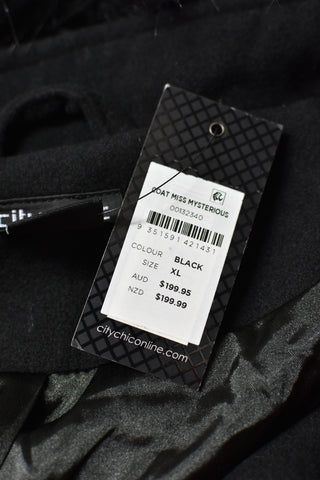 COAT MISS MYSTERIOUS
00132340
9 351591 421431
COLOUR BLACK
SIZE XL
AUD $199.95
NZD $199.99
citychiconline.com
city